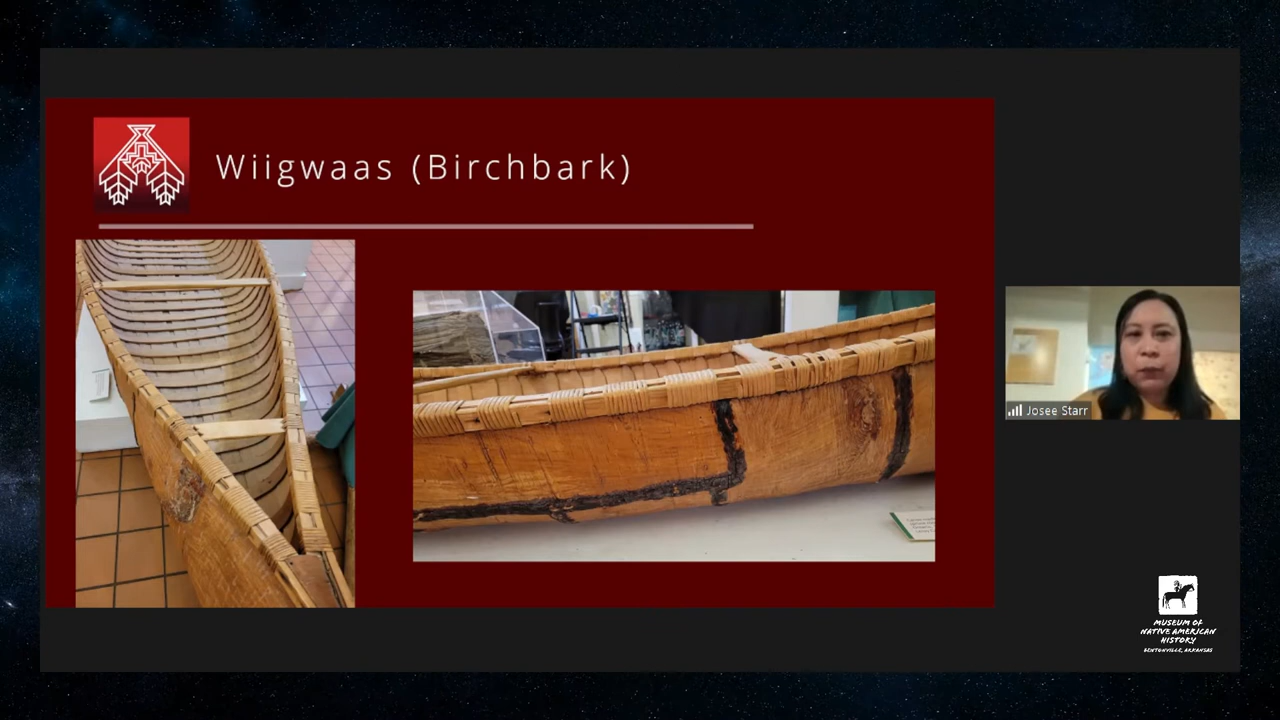 Wiigwaas (Birchbark)
Josee Starr
MUSEUM OF
NATIVE AMERICAN
HISTORY
BENTONVILLE, ARKANSAS